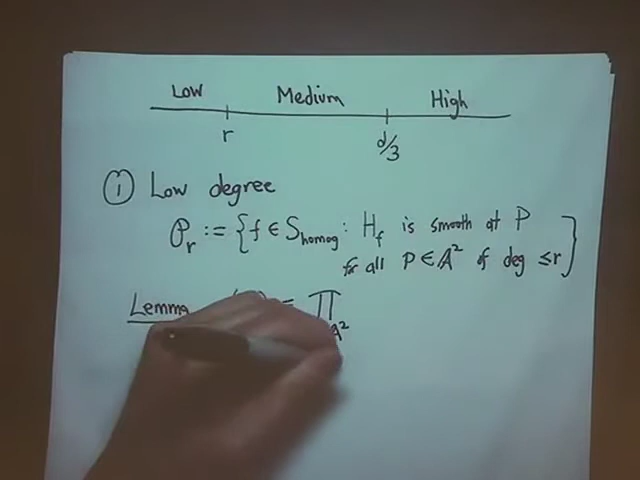 Low Medium High
r d/3
① Low degree
𝒫_r := {f ∈ S_homog : H_f is smooth at P
for all P ∈ 𝔸² of deg ≤ r}
Lemma = ∏
𝔸²